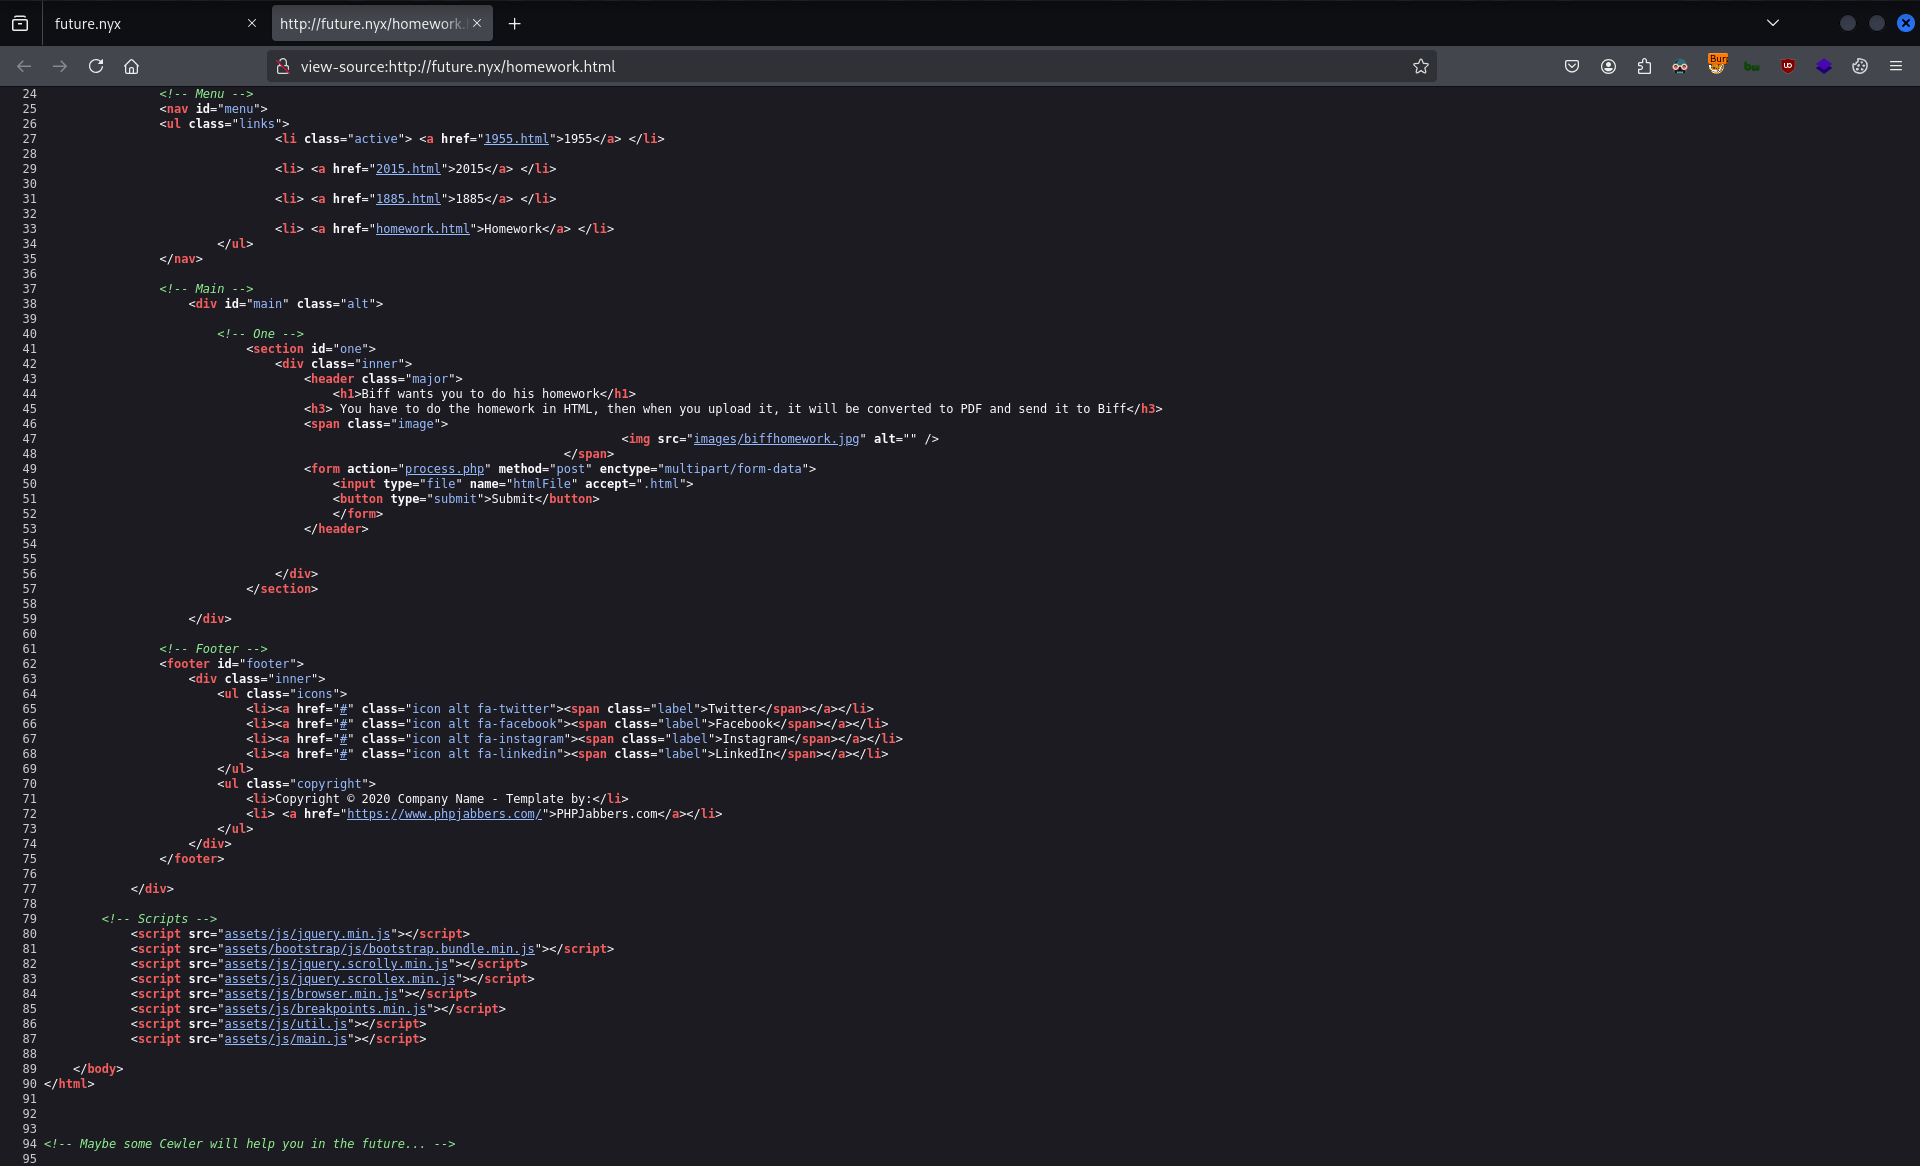 future.nyx
http://future.nyx/homework.
view-source:http://future.nyx/homework.html
24 <!-- Menu -->
25 <nav id="menu">
26 <ul class="links">
27 <li class="active"> <a href="1955.html">1955</a> </li>
28
29 <li> <a href="2015.html">2015</a> </li>
30
31 <li> <a href="1885.html">1885</a> </li>
32
33 <li> <a href="homework.html">Homework</a> </li>
34 </ul>
35 </nav>
36
37 <!-- Main -->
38 <div id="main" class="alt">
39
40 <!-- One -->
41 <section id="one">
42 <div class="inner">
43 <header class="major">
44 <h1>Biff wants you to do his homework</h1>
45 <h3> You have to do the homework in HTML, then when you upload it, it will be converted to PDF and send it to Biff</h3>
46 <span class="image">
47 <img src="images/biffhomework.jpg" alt="" />
48 </span>
49 <form action="process.php" method="post" enctype="multipart/form-data">
50 <input type="file" name="htmlFile" accept=".html">
51 <button type="submit">Submit</button>
52 </form>
53 </header>
54
55
56 </div>
57 </section>
58
59 </div>
60
61 <!-- Footer -->
62 <footer id="footer">
63 <div class="inner">
64 <ul class="icons">
65 <li><a href="#" class="icon alt fa-twitter"><span class="label">Twitter</span></a></li>
66 <li><a href="#" class="icon alt fa-facebook"><span class="label">Facebook</span></a></li>
67 <li><a href="#" class="icon alt fa-instagram"><span class="label">Instagram</span></a></li>
68 <li><a href="#" class="icon alt fa-linkedin"><span class="label">LinkedIn</span></a></li>
69 </ul>
70 <ul class="copyright">
71 <li>Copyright © 2020 Company Name - Template by:</li>
72 <li> <a href="https://www.phpjabbers.com/">PHPJabbers.com</a></li>
73 </ul>
74 </div>
75 </footer>
76
77 </div>
78
79 <!-- Scripts -->
80 <script src="assets/js/jquery.min.js"></script>
81 <script src="assets/bootstrap/js/bootstrap.bundle.min.js"></script>
82 <script src="assets/js/jquery.scrolly.min.js"></script>
83 <script src="assets/js/jquery.scrollex.min.js"></script>
84 <script src="assets/js/browser.min.js"></script>
85 <script src="assets/js/breakpoints.min.js"></script>
86 <script src="assets/js/util.js"></script>
87 <script src="assets/js/main.js"></script>
88
89 </body>
90 </html>
91
92
93
94 <!-- Maybe some Cewler will help you in the future... -->
95